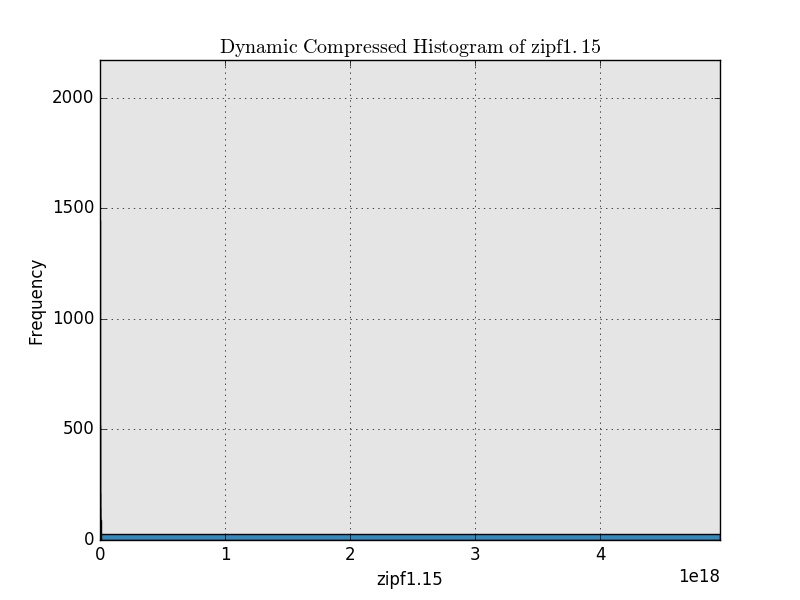 Dynamic Compressed Histogram of zipf1.15
2000
1500
1000
500
0
Frequency
0 1 2 3 4
1e18
zipf1.15